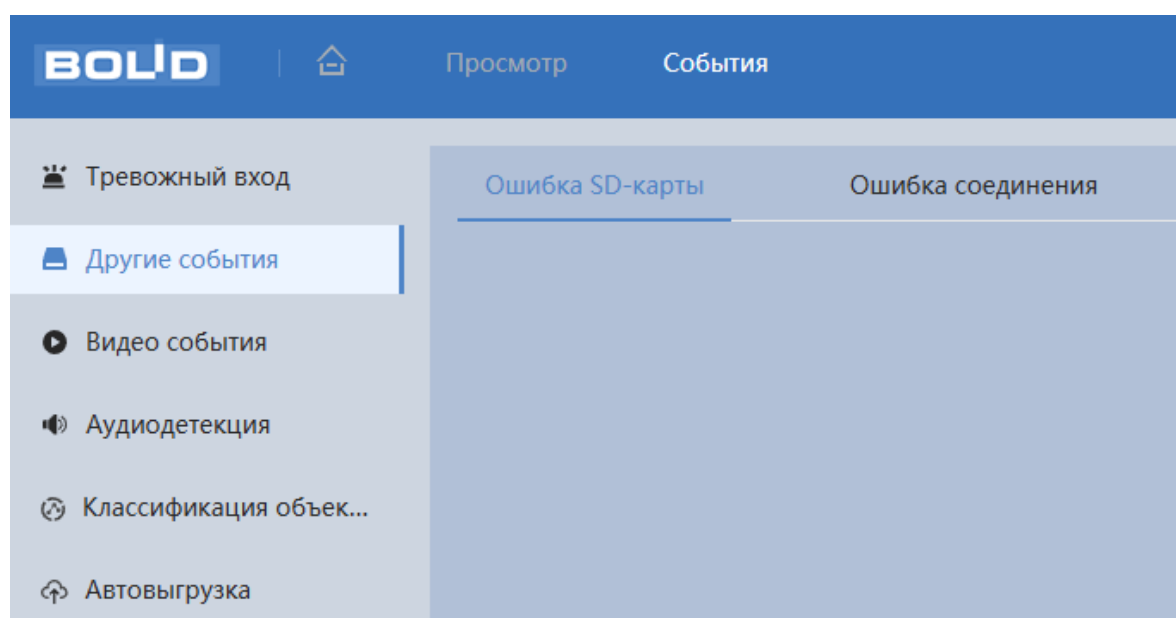 BOLID
Просмотр События
Тревожный вход
Ошибка SD-карты Ошибка соединения
Другие события
Видео события
Аудиодетекция
Классификация объек...
Автовыгрузка